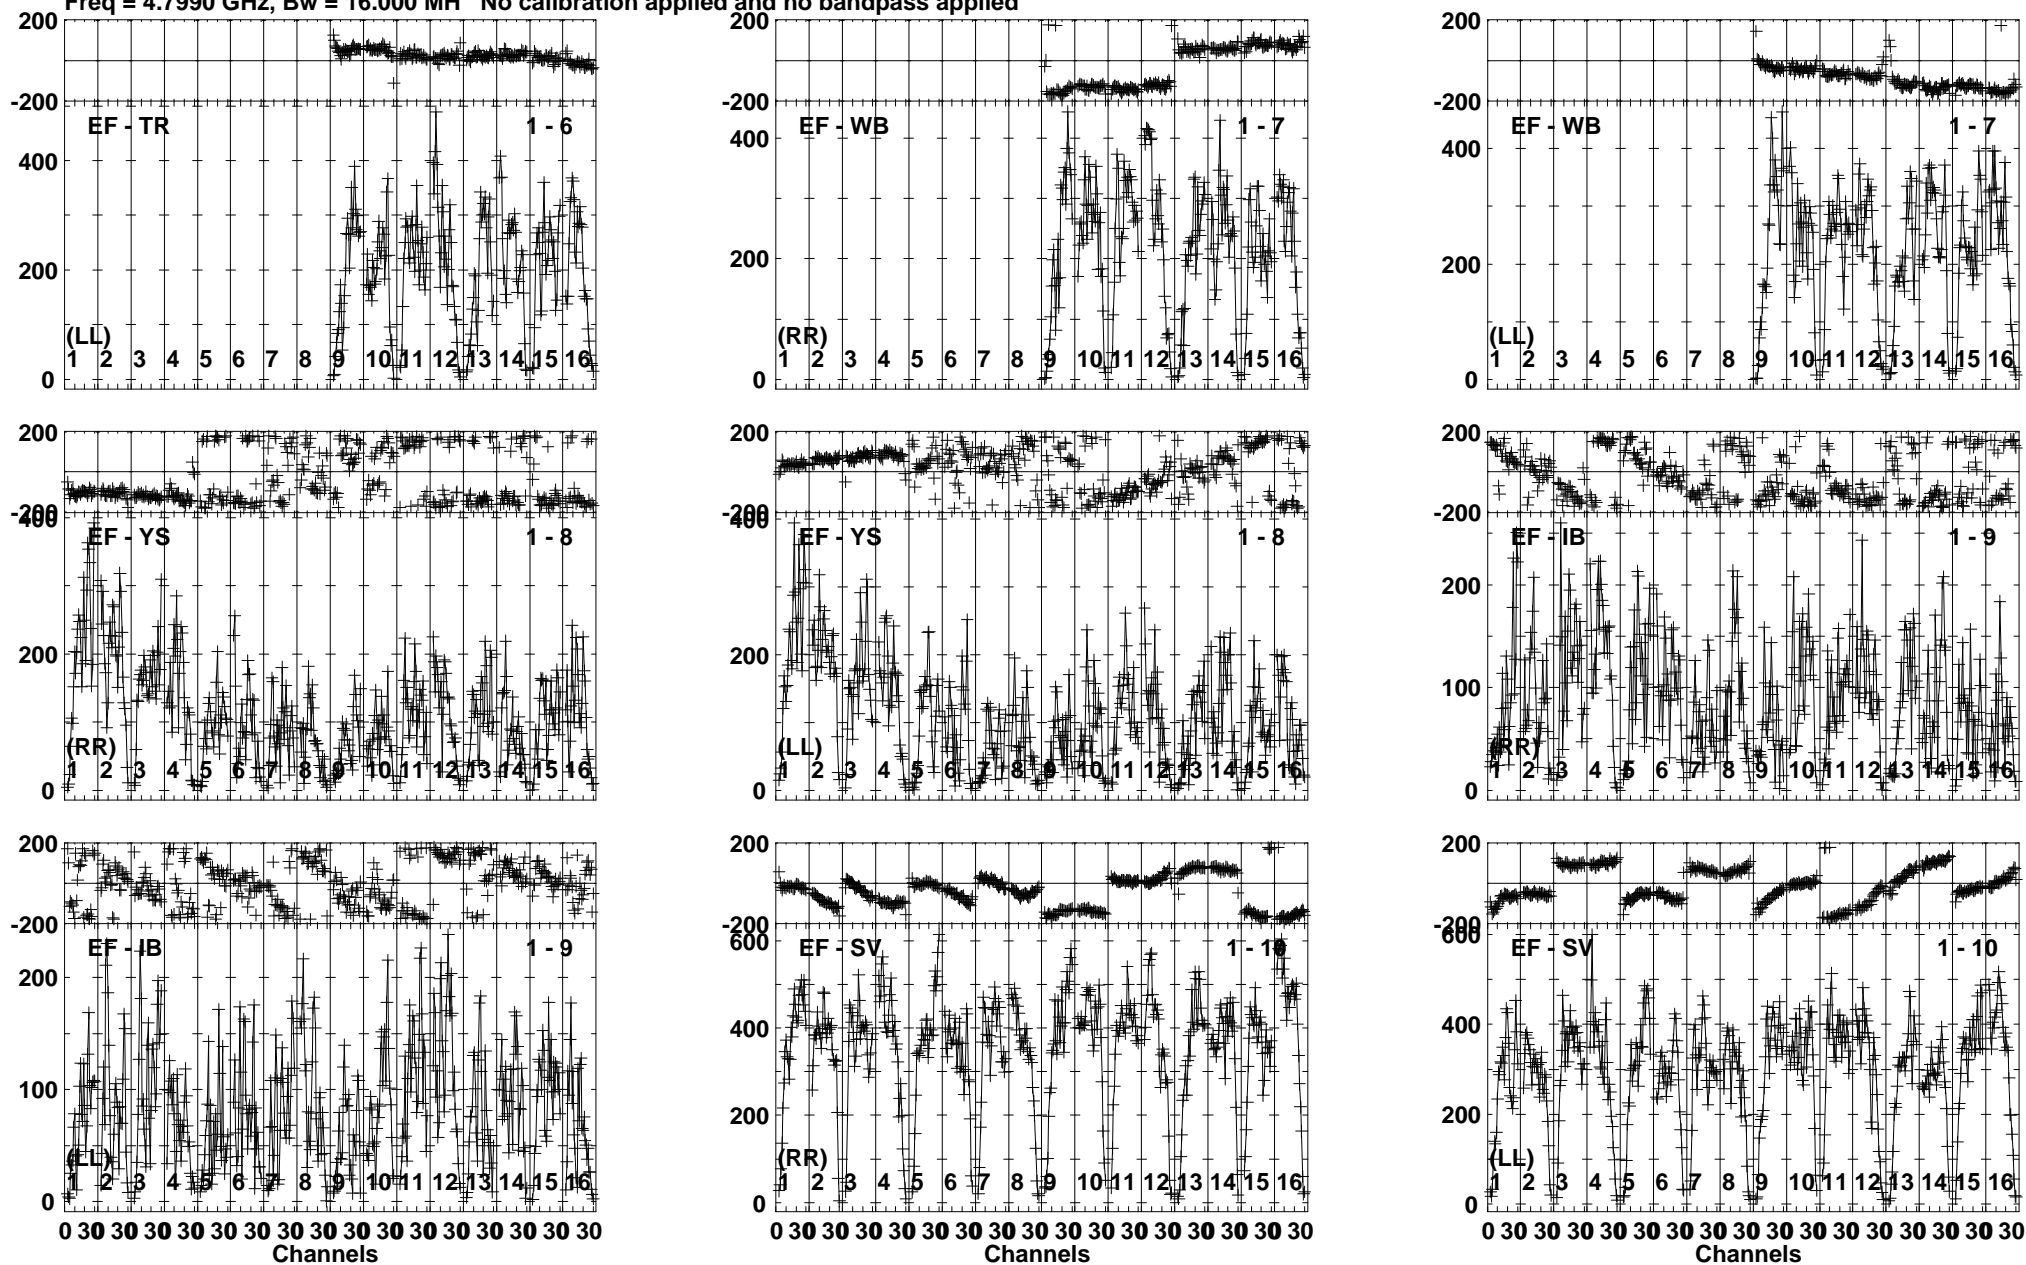 Freq = 4.7990 GHz, Bw = 16.000 MH No calibration applied and no bandpass applied
200 200 200
-200 -200 -200
EF - TR 1 - 6 EF - WB 1 - 7 EF - WB 1 - 7
400 400 400
200 200 200
(LL) (RR) (LL)
1 2 3 4 5 6 7 8 9 10 11 12 13 14 15 16 1 2 3 4 5 6 7 8 9 10 11 12 13 14 15 16 1 2 3 4 5 6 7 8 9 10 11 12 13 14 15 16
0 0 0
200 200 200
-200 -200 -200
400 400
EF - YS 1 - 8 EF - YS 1 - 8 EF - IB 1 - 9
200 200 200
100
(RR) (LL) (RR)
1 2 3 4 5 6 7 8 9 10 11 12 13 14 15 16 1 2 3 4 5 6 7 8 9 10 11 12 13 14 15 16 1 2 3 4 5 6 7 8 9 10 11 12 13 14 15 16
0 0 0
200 200 200
-200 -200 -200
600 600
EF - IB 1 - 9 EF - SV 1 - 10 EF - SV 1 - 10
200 400 400
100 200 200
(LL) (RR) (LL)
1 2 3 4 5 6 7 8 9 10 11 12 13 14 15 16 1 2 3 4 5 6 7 8 9 10 11 12 13 14 15 16 1 2 3 4 5 6 7 8 9 10 11 12 13 14 15 16
0 0 0
0 30 30 30 30 30 30 30 30 30 30 30 30 30 30 30 30 0 30 30 30 30 30 30 30 30 30 30 30 30 30 30 30 30 0 30 30 30 30 30 30 30 30 30 30 30 30 30 30 30 30
Channels Channels Channels